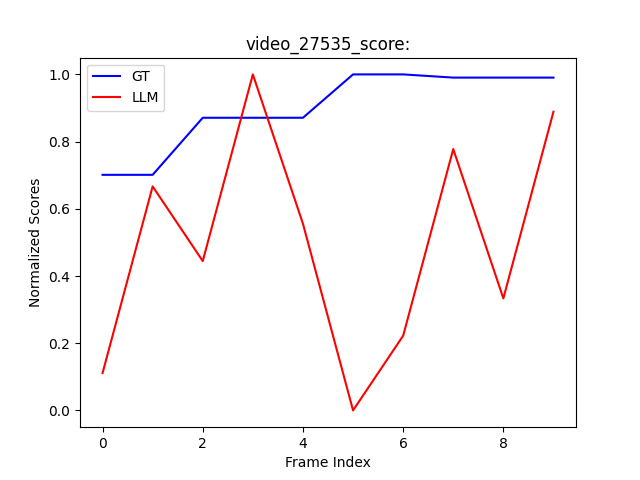 video_27535_score:
GT
LLM
1.0
0.8
0.6
0.4
0.2
0.0
Normalized Scores
0 2 4 6 8
Frame Index